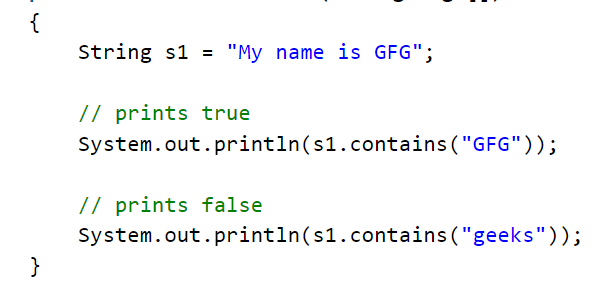 {
String s1 = "My name is GFG";
// prints true
System.out.println(s1.contains("GFG"));
// prints false
System.out.println(s1.contains("geeks"));
}